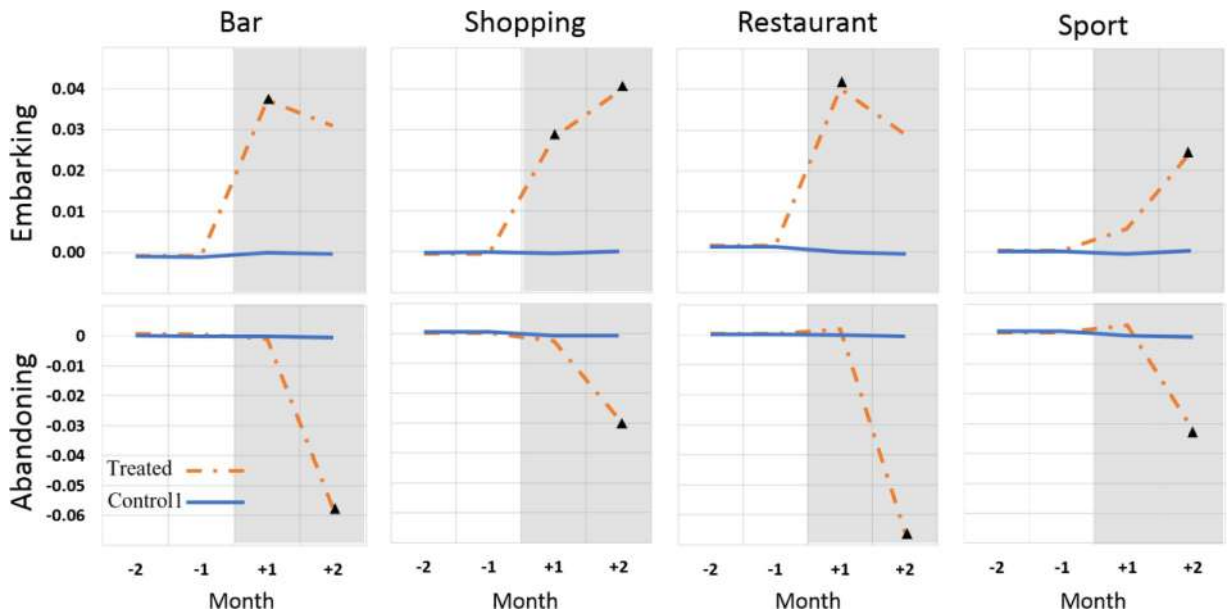 Bar Shopping Restaurant Sport
Embarking
0.04
0.03
0.02
0.01
0.00
Abandoning
0
-0.01
-0.02
-0.03
-0.04
-0.05
-0.06
Treated
Control1
-2 -1 +1 +2 -2 -1 +1 +2 -2 -1 +1 +2 -2 -1 +1 +2
Month Month Month Month